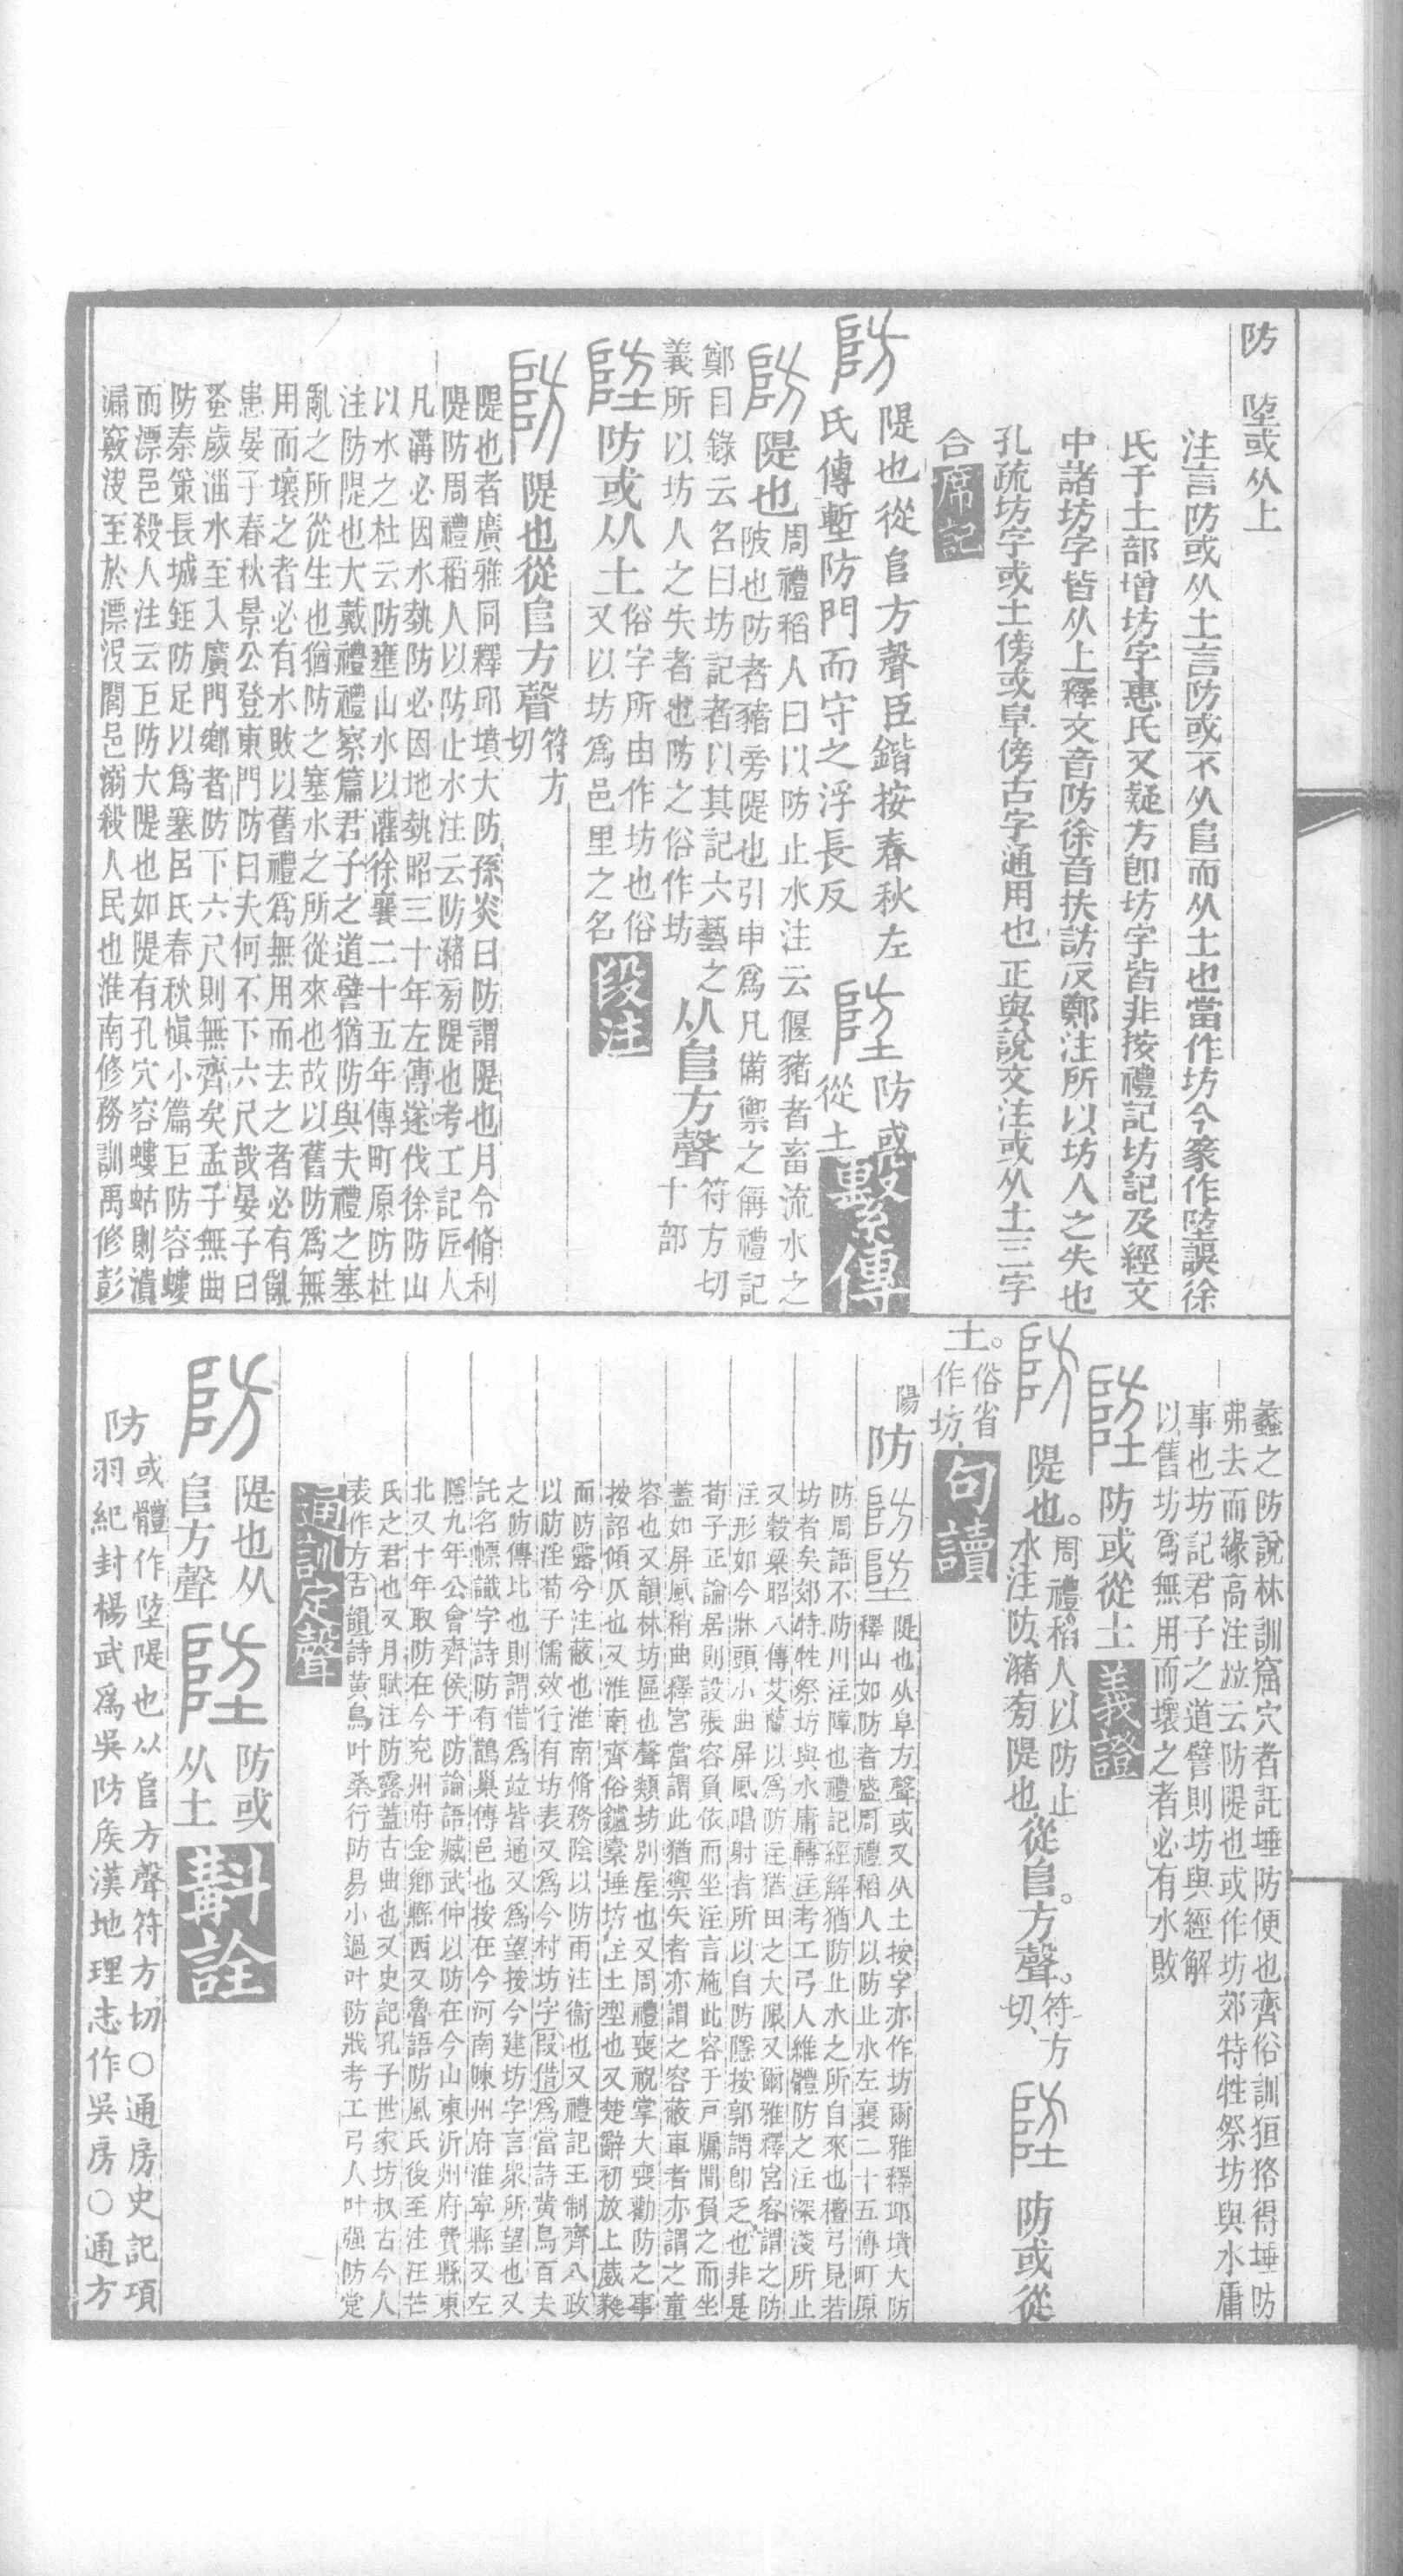 防　陞或从土
注言防或从土言防或不从𨸏而从土也當作坊今篆作陞誤徐
氏于土部增坊字惠氏又疑方卽坊字皆非按禮記坊記及經文
中諸坊字皆从土釋文音防徐音扶訪反鄭注所以坊人之失也
孔疏坊字或土傍或阜傍古字通用也正與說文注或从土三字
合席記
防
隄也從𨸏方聲臣鍇按春秋左
氏傳塹防門而守之浮長反
防或
從土繫傳
防隄也
周禮稻人曰以防止水注云偃豬者畜流水之
陂也防者豬旁隄也引申爲凡備禦之偁禮記
鄭目錄云名曰坊記者以其記六藝之
義所以坊人之失者也防之俗作坊
从𨸏方聲
符方切
十部
防或从土
俗字所由作坊也俗
又以坊爲邑里之名
段注
防隄也從𨸏方聲
符方
切
隄也者廣雅同釋邱墳大防孫炎曰防謂隄也月令脩利
隄防周禮稻人以防止水注云防瀦㫄隄也考工記匠人
凡溝必因水埶防必因地埶昭三十年左傳遂伐徐防山
以水之杜云防壅山水以灌徐襄二十五年傳町原防杜
注防隄也大戴禮禮察篇君子之道譬猶防與夫禮之塞
亂之所從生也猶防之塞水之所從來也故以舊防爲無
用而壞之者必有水敗以舊禮爲無用而去之者必有亂
患晏子春秋景公登東門防曰夫何不下六尺哉晏子曰
蚤歲淄水至入廣門鄉者防下六尺則無齊矣孟子無曲
防秦策長城鉅防足以爲塞呂氏春秋愼小篇巨防容螻
而漂邑殺人注云巨防大隄也如隄有孔穴容螻蛄則潰
漏竅沒至於漂沒閭邑溺殺人民也淮南修務訓禹修彭
蠡之防說林訓窟穴者託埵防便也齊俗訓狟狢得埵防
弗去而緣高注竝云防隄也或作坊郊特牲祭坊與水庸
事也坊記君子之道譬則坊與經解
以舊坊爲無用而壞之者必有水敗
防或從土義證
防
隄也。
周禮。稻人以防止
水注防瀦㫄隄也
從𨸏。方聲。
符方
切、
防或從
土。
俗省
作坊、
句讀
陽
防
隄也从阜方聲或又从土按字亦作坊爾雅釋邱墳大防
釋山如防者盛周禮稻人以防止水左襄二十五傳町原
防周語不防川注障也禮記經解猶防止水之所自來也檀弓見若
坊者矣郊特牲祭坊與水庸轉注考工弓人維體防之注深淺所止
又穀梁昭八傳艾蘭以爲防注猶田之大限又爾雅釋宮容謂之防
注形如今牀頭小曲屏風唱射者所以自防隱按郭謂卽乏也非是
荀子正論居則設張容負依而坐注言施此容于戸牖間負之而坐
蓋如屏風稍曲釋宮當謂此猶禦矢者亦謂之容蔽車者亦謂之童
容也又韻林坊區也聲類坊別屋也又周禮喪祝掌大喪勸防之事
按詔傾仄也又淮南齊俗鑪橐埵坊注土型也又楚辭初放上葳蕤
而防露兮注蔽也淮南脩務陰以防雨注衞也又禮記王制齊八政
以防淫荀子儒效行有坊表又爲今村坊字叚借爲當詩黃鳥百夫
之防傳比也則謂借爲竝皆通又爲望按今建坊字言衆所望也又
託名幖識字詩防有鵲巢傳邑也按在今河南陳州府淮寧縣又左
隱九年公會齊侯于防論語臧武仲以防在今山東沂州府費縣東
北又十年取防在今兖州府金鄉縣西又魯語防風氏後至注汪芒
氏之君也又月賦注防露蓋古曲也又史記孔子世家坊叔古今人
表作方古韻詩黃鳥叶桑行防易小過叶防戕考工弓人叶强防定
通訓定聲
防
隄也从
𨸏方聲
防或
从土
斠詮
防
或體作陞隄也从𨸏方聲符方切〇通房史記項
羽紀封楊武爲吳防矦漢地理志作吳房〇通方